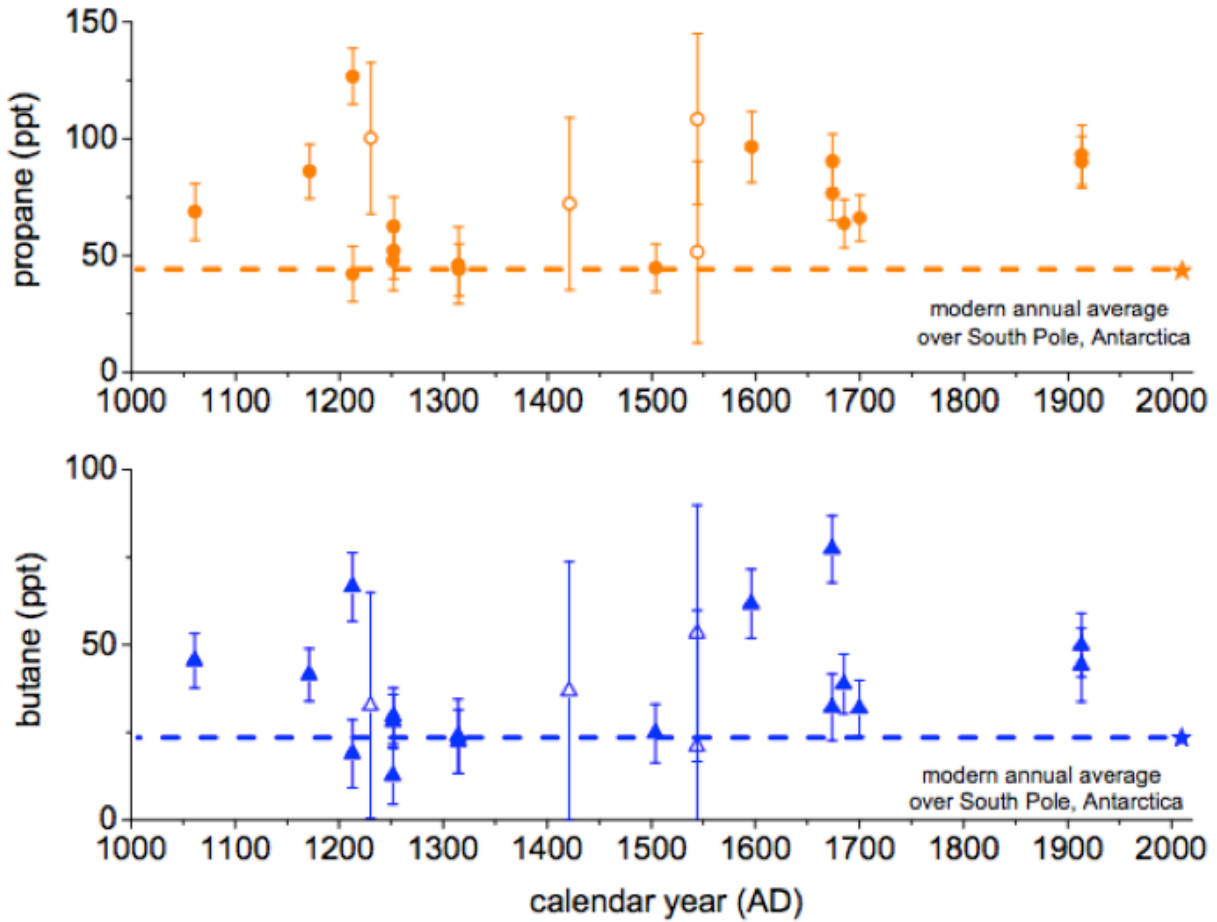 150
100
50
0
propane (ppt)
modern annual average
over South Pole, Antarctica
1000 1100 1200 1300 1400 1500 1600 1700 1800 1900 2000
100
50
0
butane (ppt)
modern annual average
over South Pole, Antarctica
1000 1100 1200 1300 1400 1500 1600 1700 1800 1900 2000
calendar year (AD)